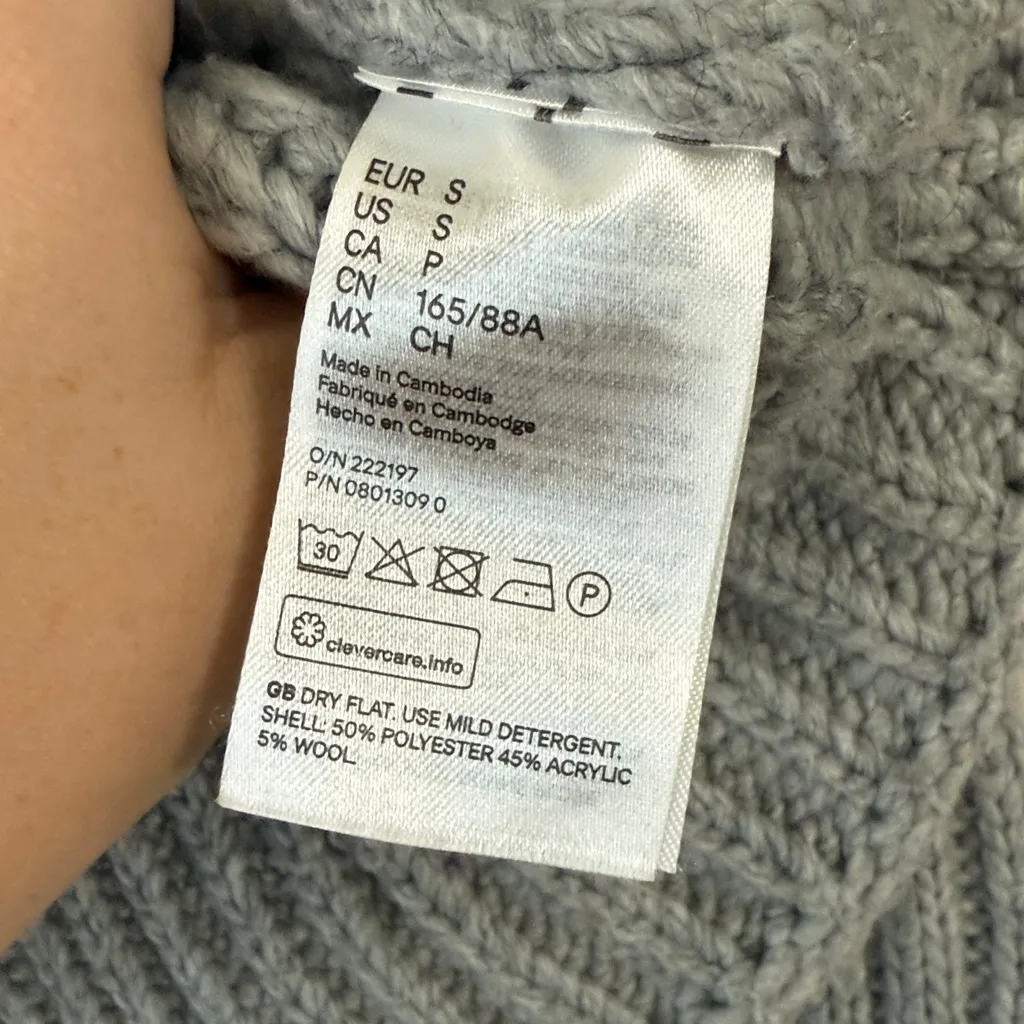 EUR S
US S
CA P
CN 165/88A
MX CH
Made in Cambodia
Fabriqué en Cambodge
Hecho en Camboya
O/N 222197
P/N 0801309 0
30
P
clevercare.info
GB DRY FLAT. USE MILD DETERGENT.
SHELL: 50% POLYESTER 45% ACRYLIC
5% WOOL